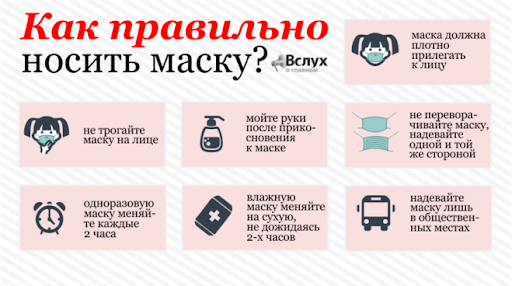 Как правильно
носить маску?
Вслух
о главном
маска должна
плотно
прилегать
к лицу
не трогайте
маску на лице
мойте руки
после прико-
сновения
к маске
не перевора-
чивайте маску,
надевайте
одной и той
же стороной
одноразовую
маску меняй-
те каждые
2 часа
влажную
маску меняйте
на сухую,
не дожидаясь
2-х часов
надевайте
маску лишь
в обществен-
ных местах